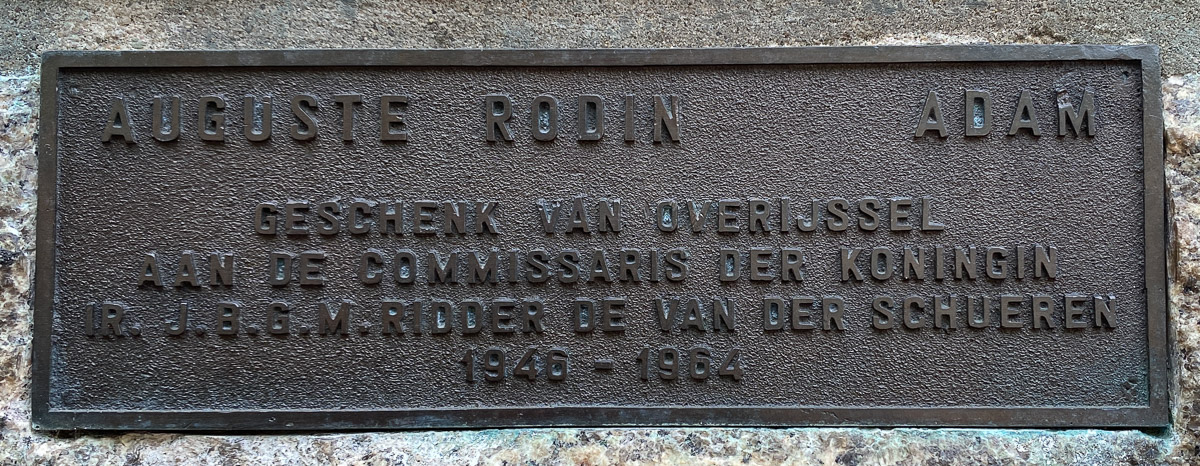 AUGUSTE RODIN ADAM
GESCHENK VAN OVERIJSSEL
AAN DE COMMISSARIS DER KONINGIN
IR. J.B.G.M. RIDDER DE VAN DER SCHUEREN
1946 - 1964